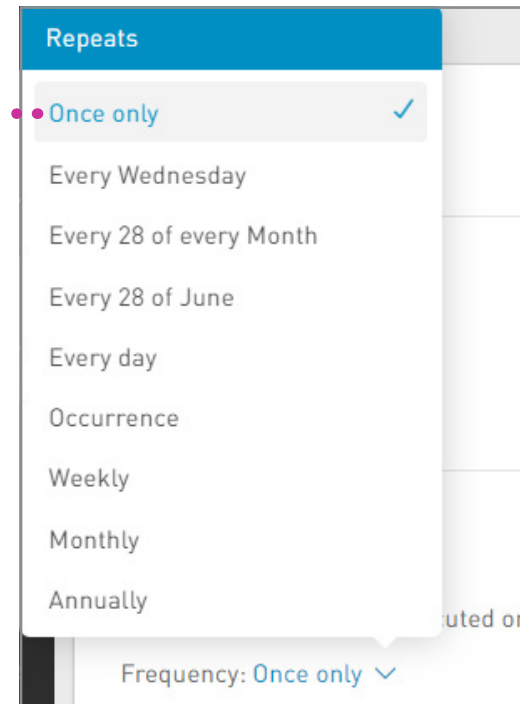 Repeats
Once only
Every Wednesday
Every 28 of every Month
Every 28 of June
Every day
Occurrence
Weekly
Monthly
Annually
Frequency: Once only